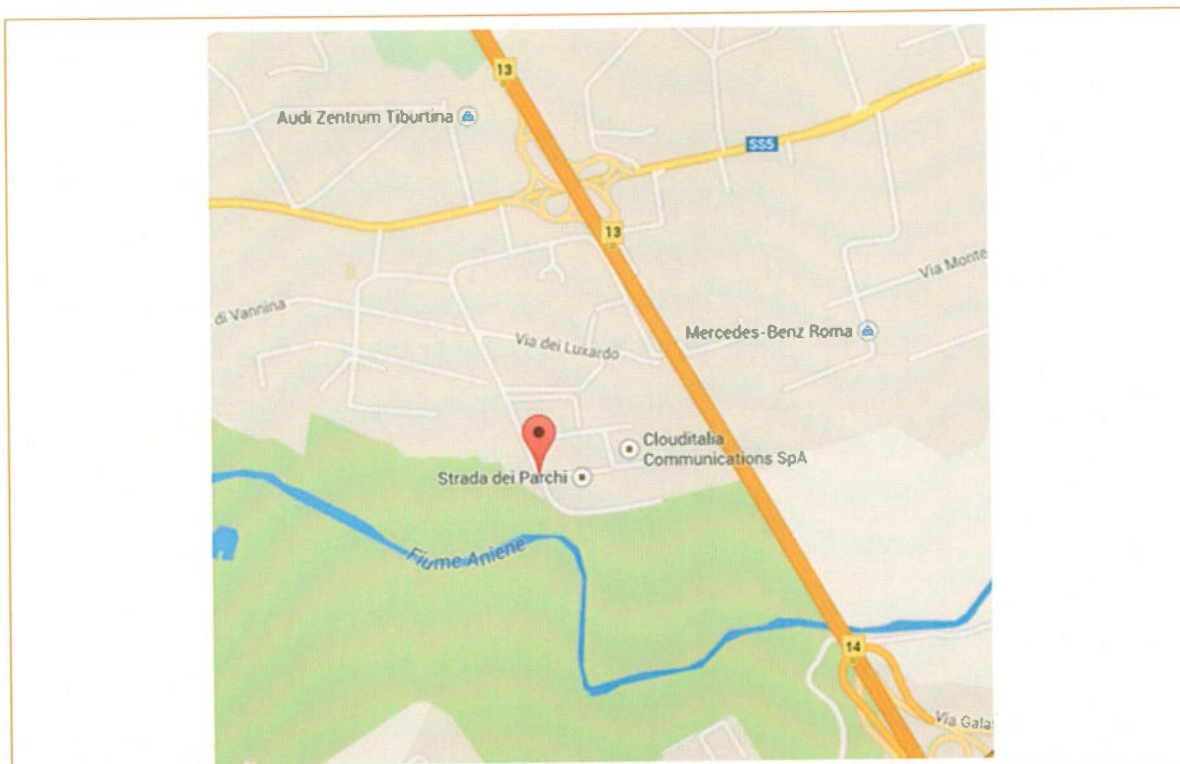 13
Audi Zentrum Tiburtina
SS5
13
Via Monte
di Vannina
Mercedes-Benz Roma
Via dei Luxardo
Clouditalia
Communications SpA
Strada dei Parchi
Fiume Aniene
14
Via Gala